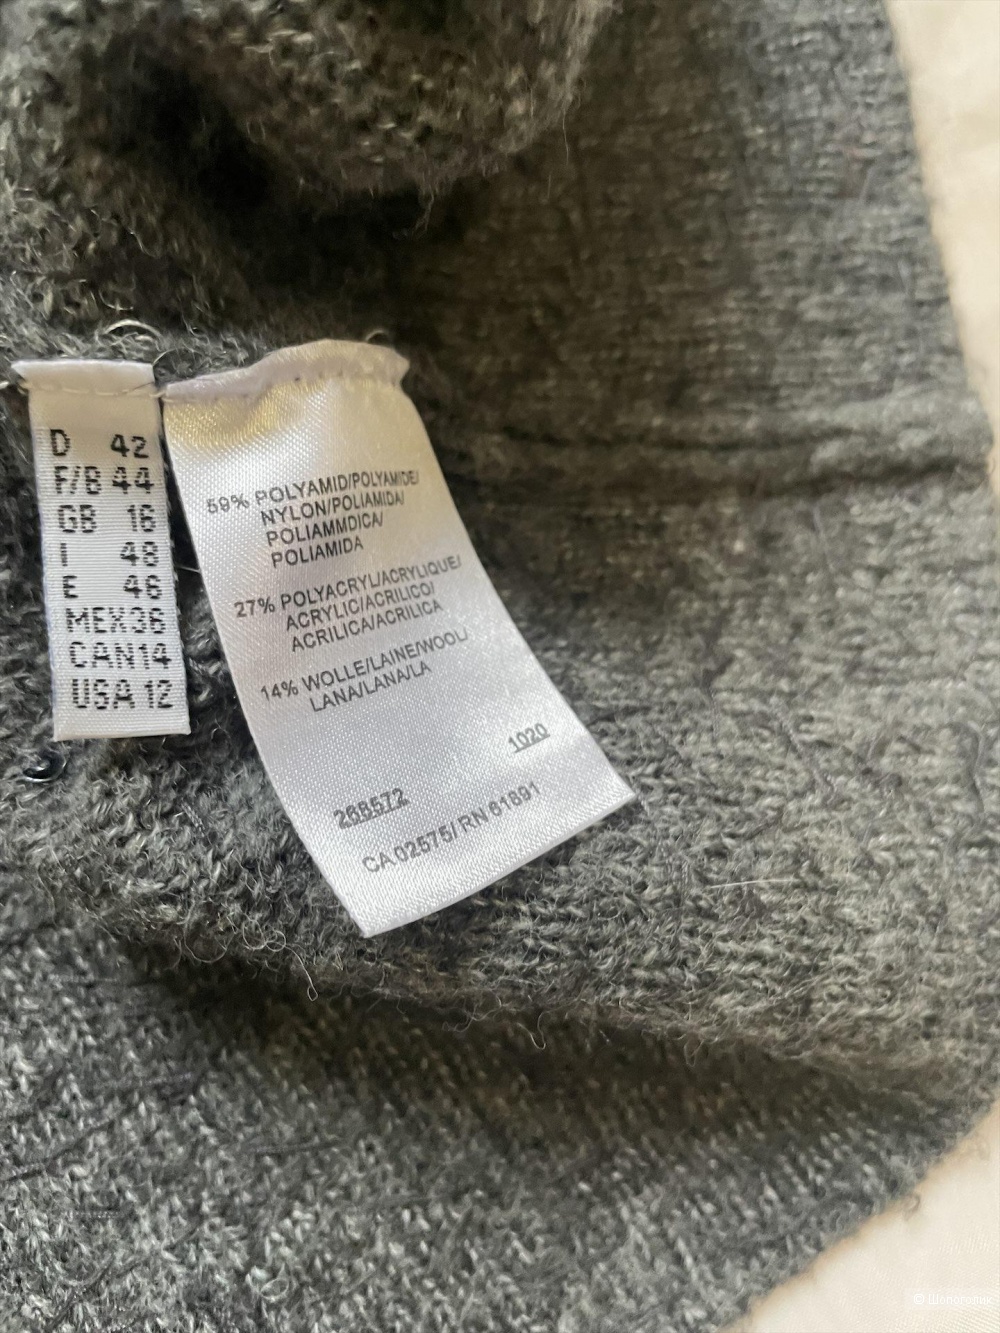 D 42
F/B 44
GB 16
I 48
E 46
MEX 36
CAN 14
USA 12
59% POLYAMID/POLYAMIDE/
NYLON/POLIAMIDA/
POLIAMMDICA/
POLIAMIDA
27% POLYACRYL/ACRYLIQUE/
ACRYLIC/ACRILICO/
ACRILICA/ACRILICA
14% WOLLE/LAINE/WOOL/
LANA/LANA/LA
1020
268572
CA 02575/ RN 61891
© Шопоголик